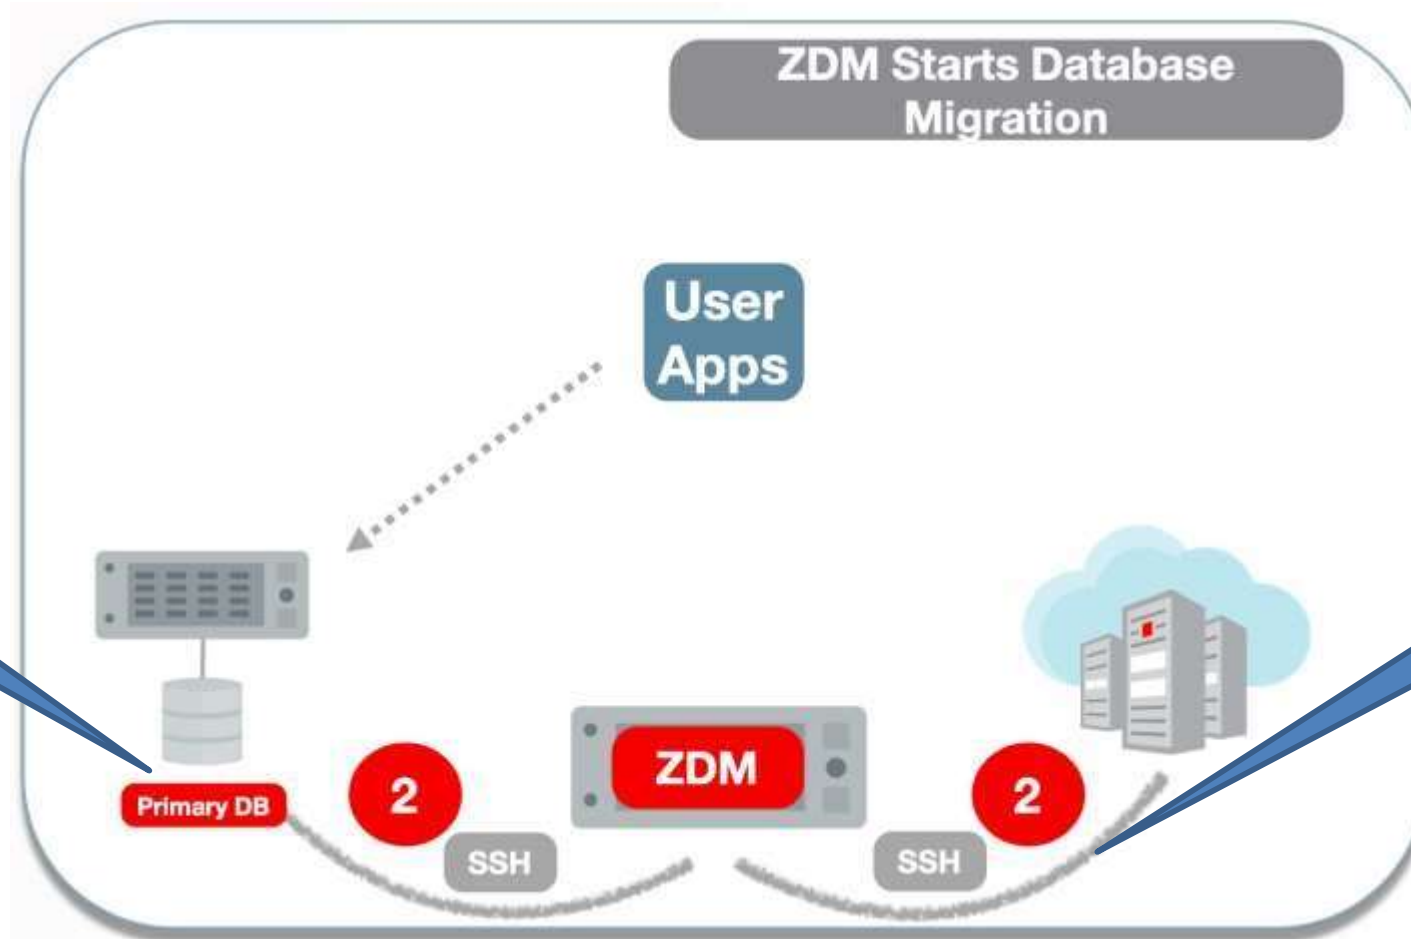 ZDM Starts Database
Migration
User
Apps
Primary DB
2
SSH
ZDM
2
SSH